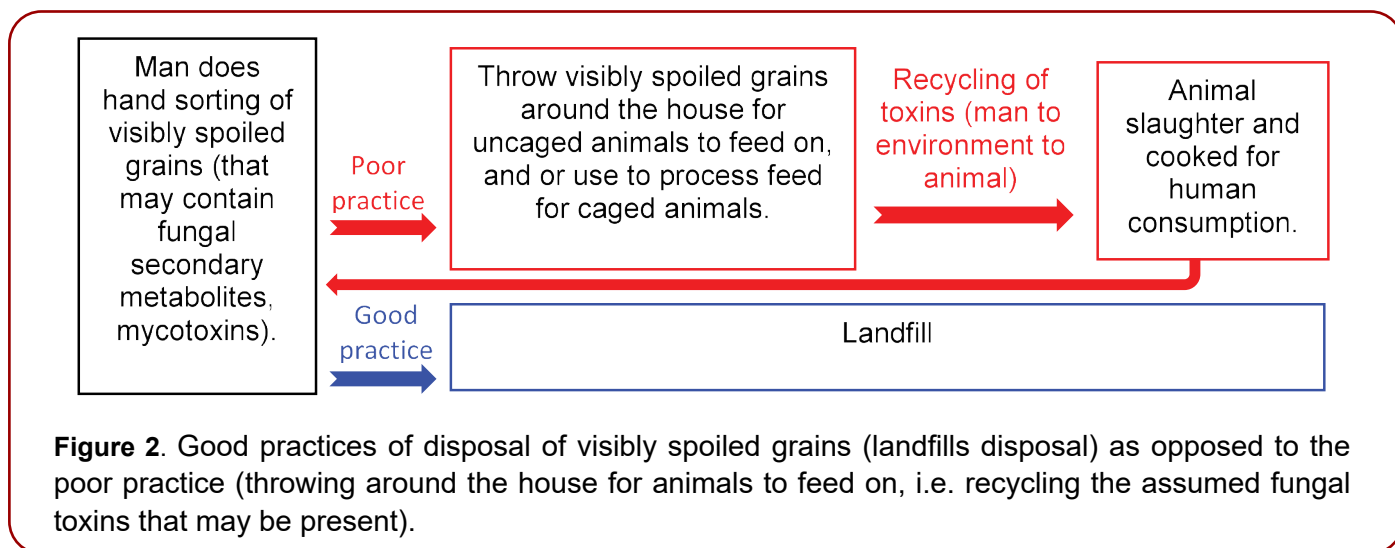 Man does
hand sorting of
visibly spoiled
grains (that
may contain
fungal
secondary
metabolites,
mycotoxins).
Poor
practice
Throw visibly spoiled grains
around the house for
uncaged animals to feed on,
and or use to process feed
for caged animals.
Recycling of
toxins (man to
environment to
animal)
Animal
slaughter and
cooked for
human
consumption.
Good
practice
Landfill
Figure 2. Good practices of disposal of visibly spoiled grains (landfills disposal) as opposed to the
poor practice (throwing around the house for animals to feed on, i.e. recycling the assumed fungal
toxins that may be present).